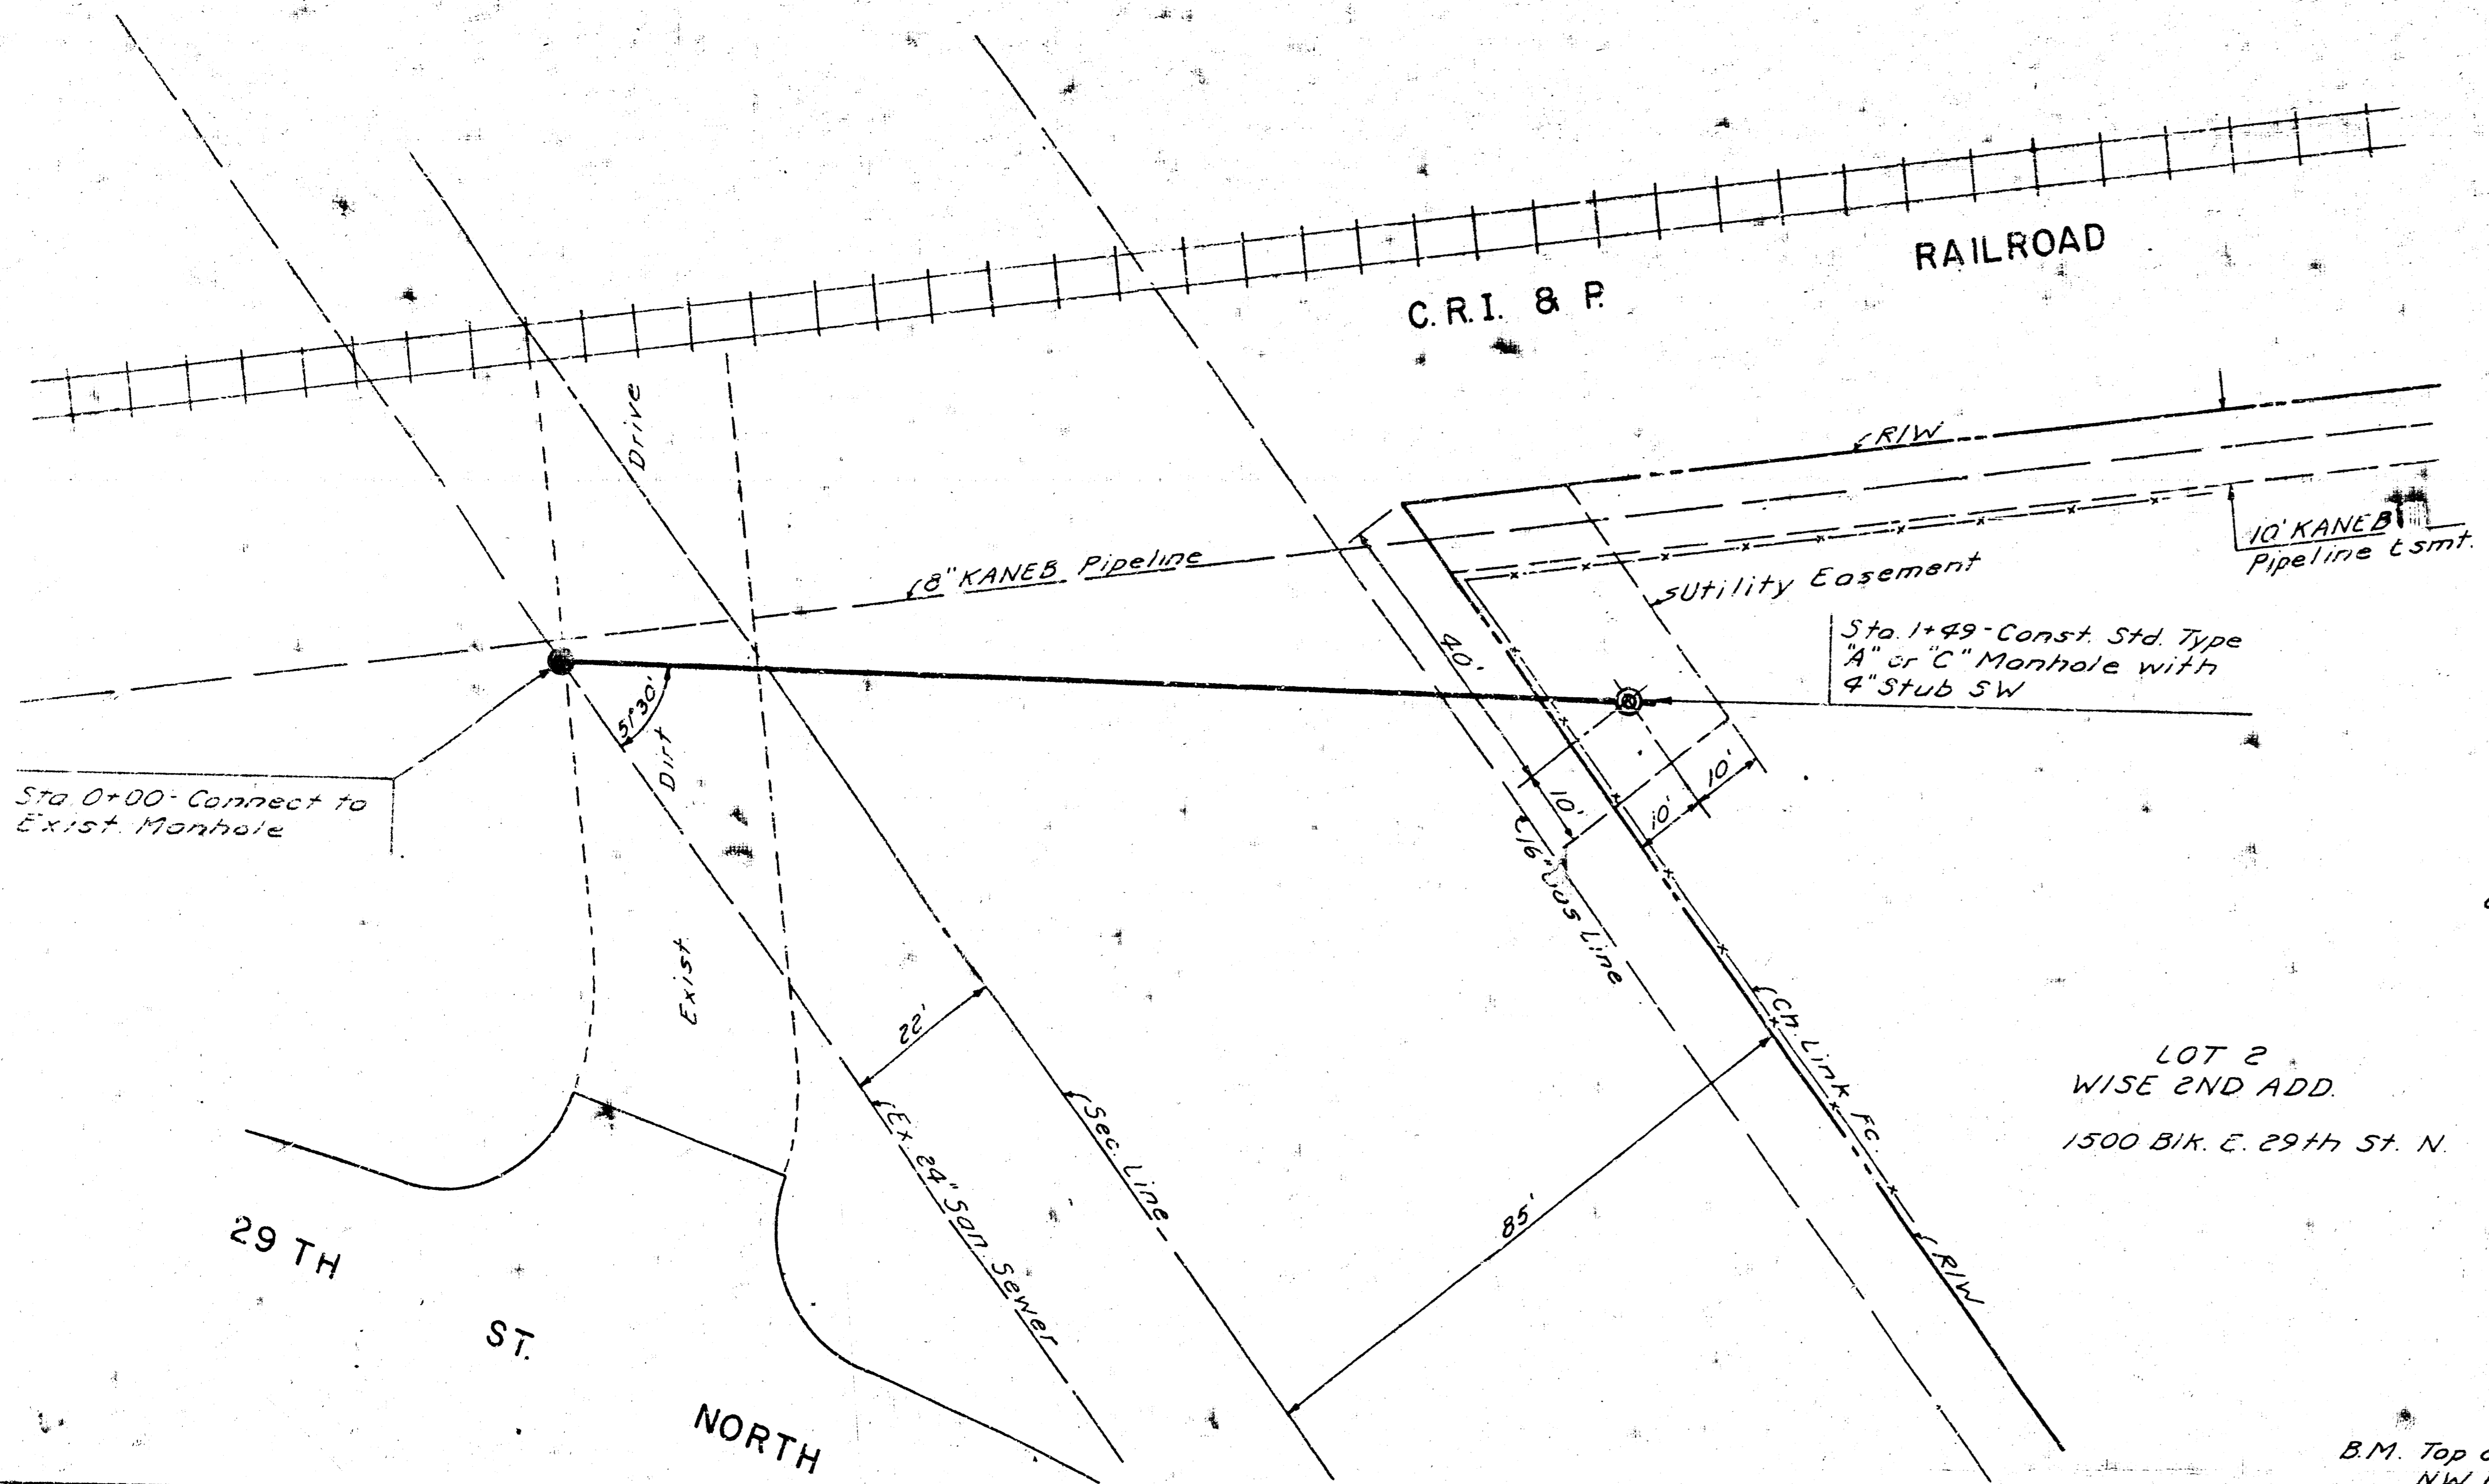 RAILROAD
C.R.I. & P.
Drive
R/W
10' KANEB
Pipeline Esmt.
8" KANEB Pipeline
Utility Easement
Sta. 1+49 - Const. Std. Type
"A" or "C" Manhole with
4" Stub SW
40'
51°30'
Dirt
10'
10'
10'
Sta. 0+00 - Connect to
Exist. Manhole
16" Gas Line
Exist.
22'
Ch. Link Fc.
LOT 2
WISE 2ND ADD.
1500 Blk. E. 29th St. N.
Ex. 24" San. Sewer
Sec. Line
85'
R/W
29 TH
ST.
NORTH
B.M. Top
NW